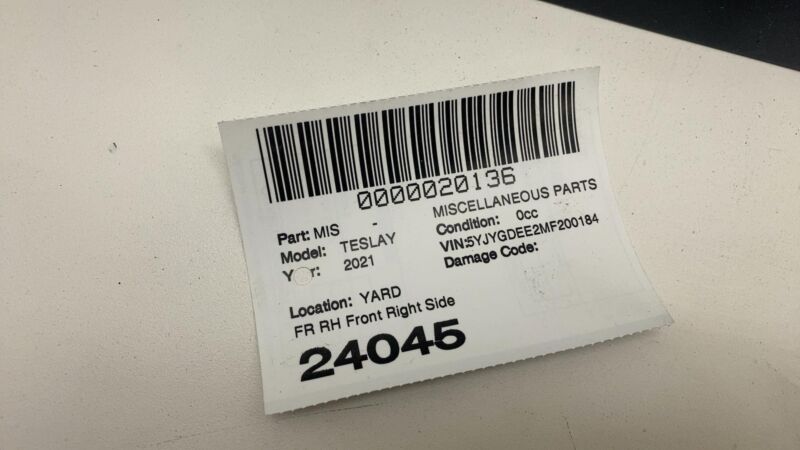 0000020136
Part: MIS - MISCELLANEOUS PARTS
Model: TESLAY Condition: 0cc
Year: 2021 VIN:5YJYGDEE2MF200184
Damage Code:
Location: YARD
FR RH Front Right Side
24045